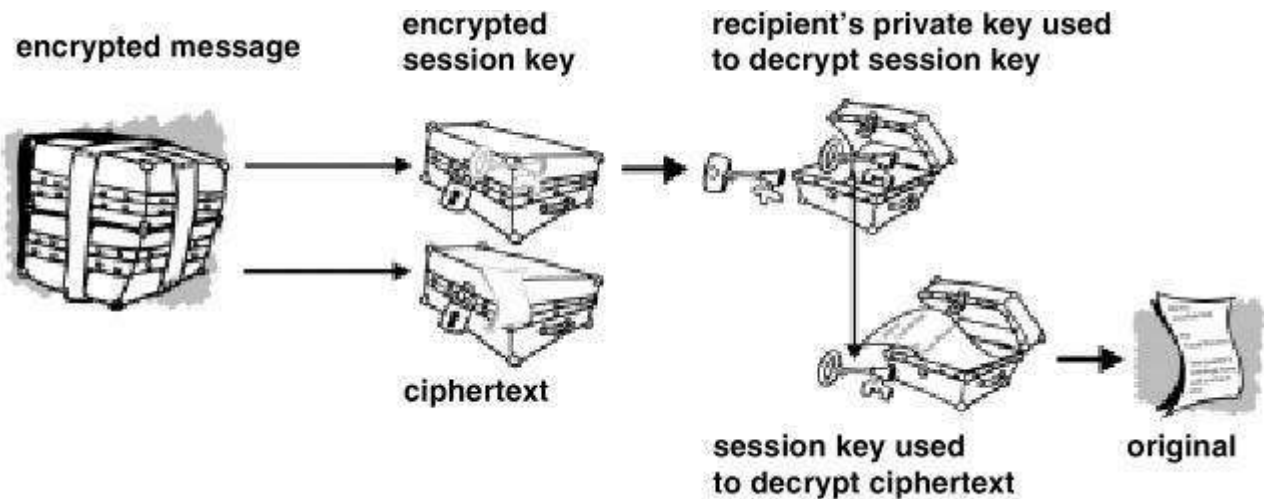 encrypted message
encrypted
session key
recipient's private key used
to decrypt session key
ciphertext
session key used
to decrypt ciphertext
original